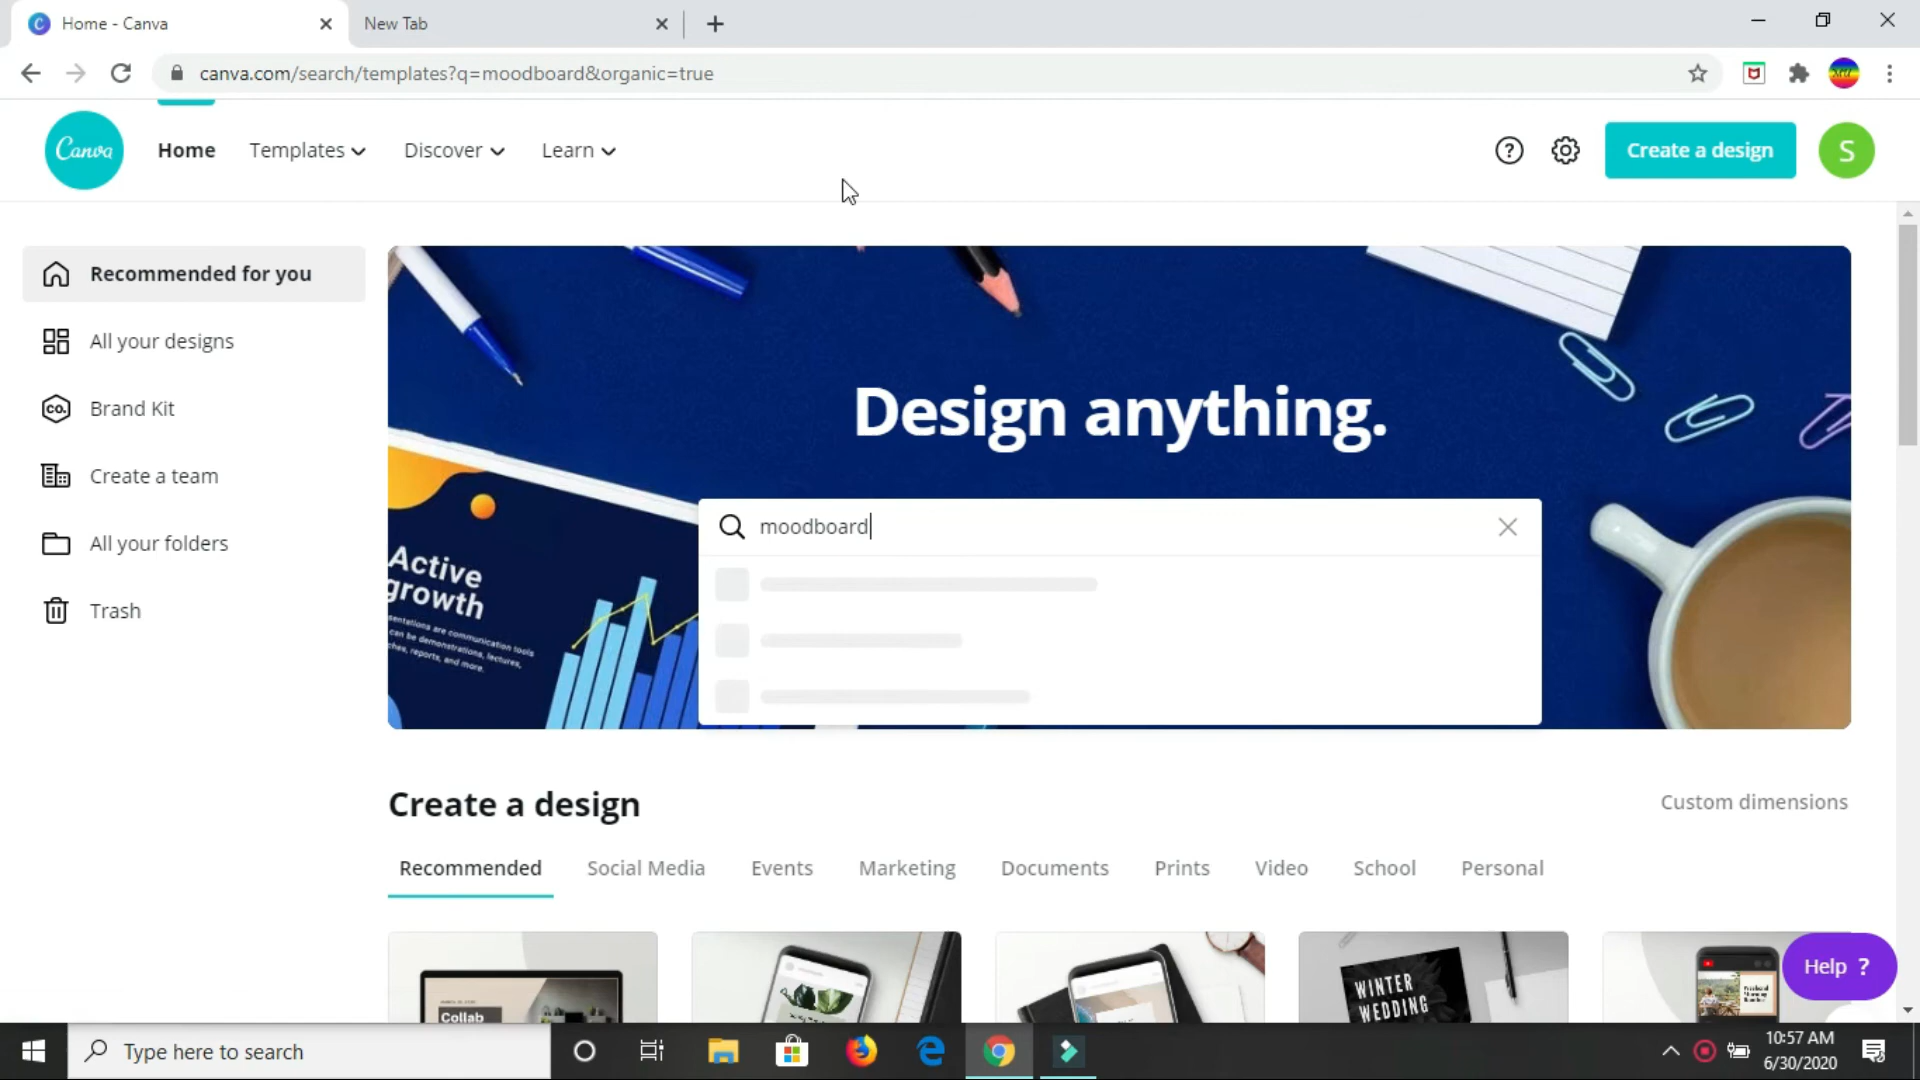 Home - Canva
New Tab
canva.com/search/templates?q=moodboard&organic=true
Canva
Home
Templates
Discover
Learn
?
Create a design
S
Recommended for you
All your designs
CO.
Brand Kit
Create a team
All your folders
Trash
Design anything.
moodboard
Active
growth
Create a design
Custom dimensions
Recommended
Social Media
Events
Marketing
Documents
Prints
Video
School
Personal
Collab
WINTER
WEDDING
Help ?
Type here to search
10:57 AM
6/30/2020